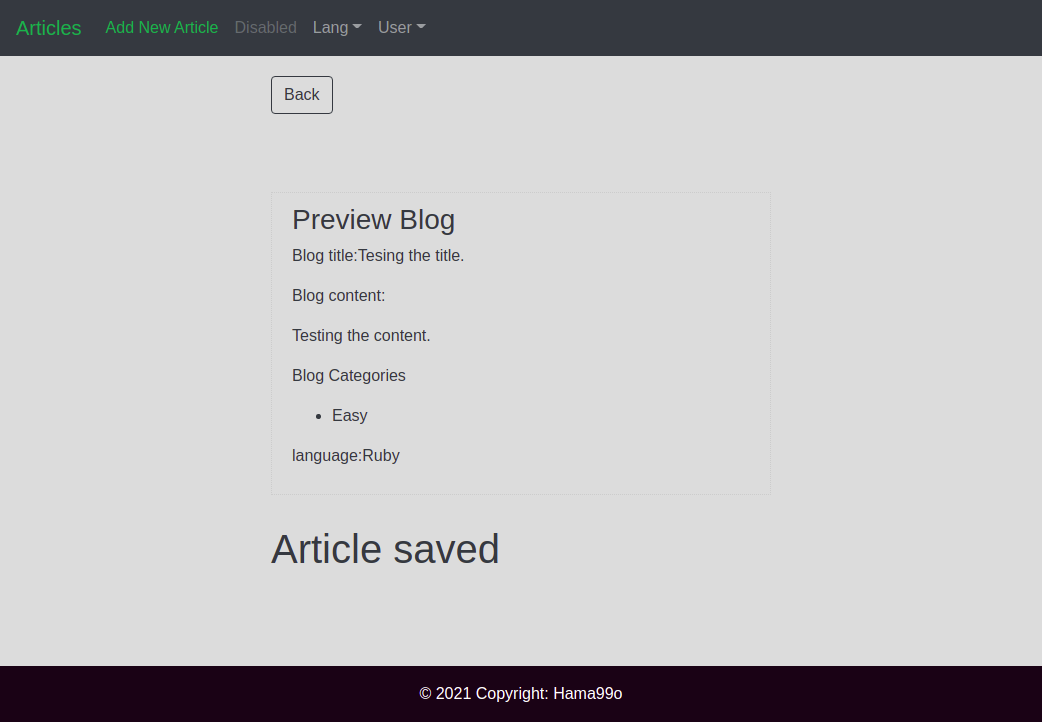 Articles Add New Article Disabled Lang User
Back
Preview Blog
Blog title:Tesing the title.
Blog content:
Testing the content.
Blog Categories
Easy
language:Ruby
Article saved
© 2021 Copyright: Hama99o